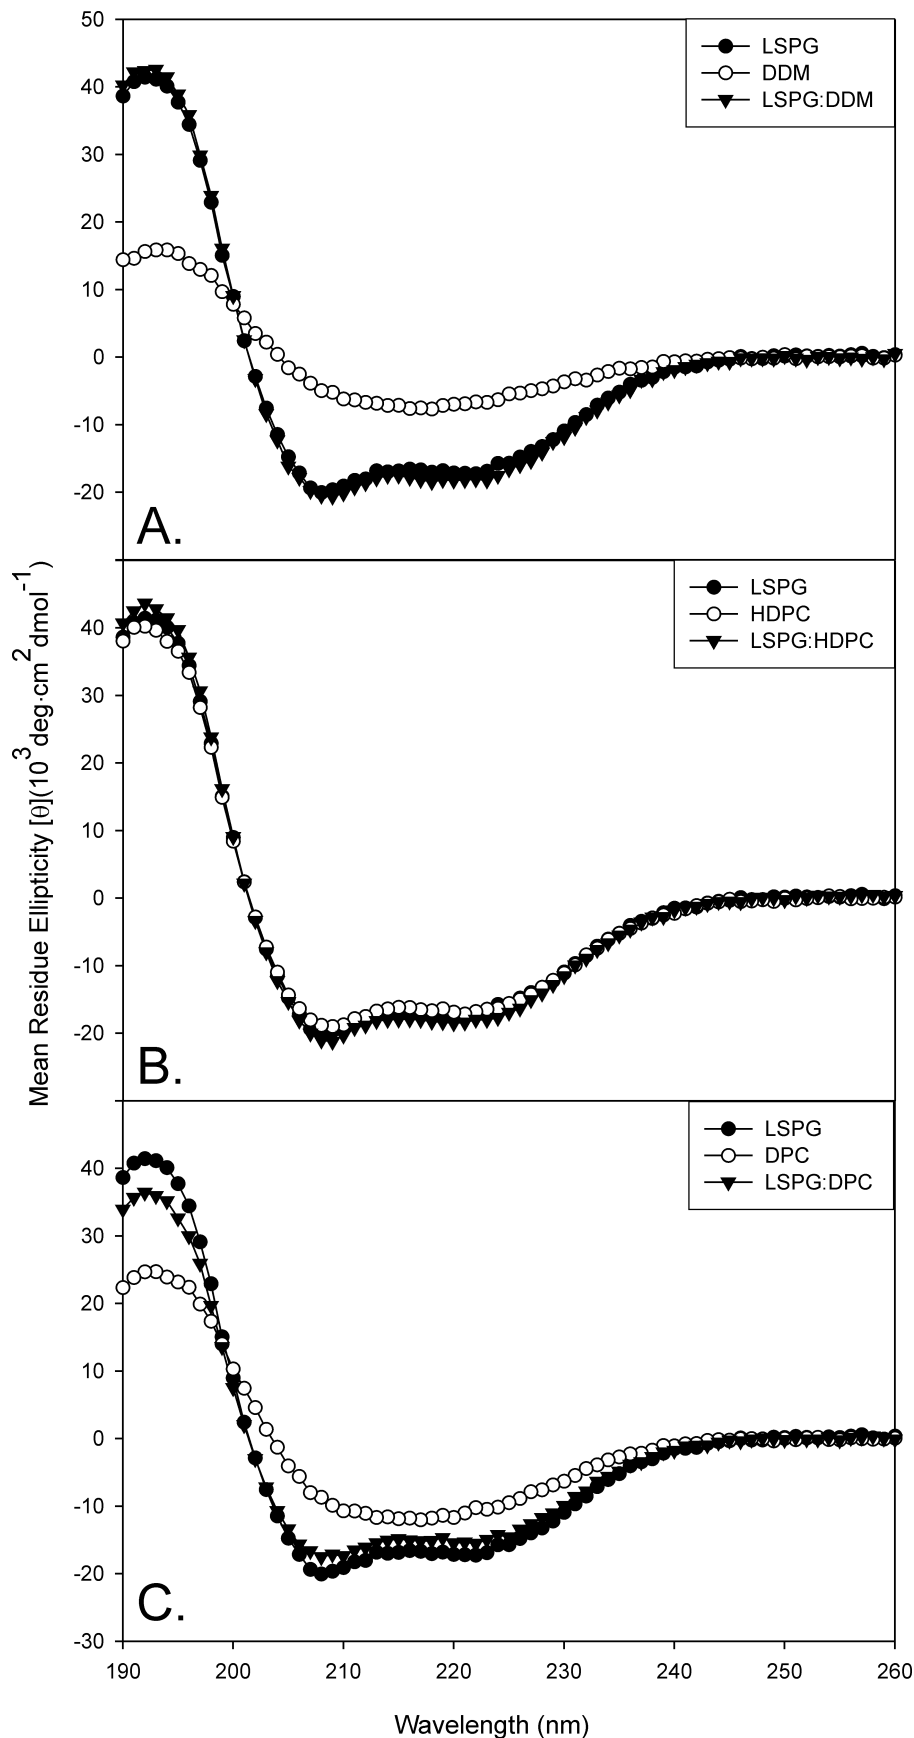 50
40
30
20
10
0
-10
-20
LSPG
DDM
LSPG:DDM
A.
40
30
20
10
0
-10
-20
LSPG
HDPC
LSPG:HDPC
B.
Mean Residue Ellipticity [θ](10³deg·cm²dmol⁻¹)
40
30
20
10
0
-10
-20
-30
LSPG
DPC
LSPG:DPC
C.
190 200 210 220 230 240 250 260
Wavelength (nm)